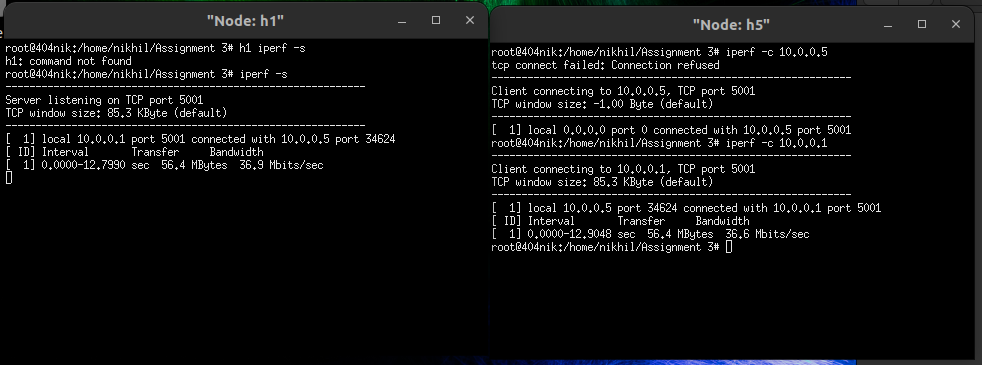 "Node: h1"
root@404nik:/home/nikhil/Assignment 3# h1 iperf -s
h1: command not found
root@404nik:/home/nikhil/Assignment 3# iperf -s
------------------------------------------------------------
Server listening on TCP port 5001
TCP window size: 85.3 KByte (default)
------------------------------------------------------------
[  1] local 10.0.0.1 port 5001 connected with 10.0.0.5 port 34624
[ ID] Interval       Transfer     Bandwidth
[  1] 0.0000-12.7990 sec  56.4 MBytes  36.9 Mbits/sec
"Node: h5"
root@404nik:/home/nikhil/Assignment 3# iperf -c 10.0.0.5
tcp connect failed: Connection refused
------------------------------------------------------------
Client connecting to 10.0.0.5, TCP port 5001
TCP window size: -1.00 Byte (default)
------------------------------------------------------------
[  1] local 0.0.0.0 port 0 connected with 10.0.0.5 port 5001
root@404nik:/home/nikhil/Assignment 3# iperf -c 10.0.0.1
------------------------------------------------------------
Client connecting to 10.0.0.1, TCP port 5001
TCP window size: 85.3 KByte (default)
------------------------------------------------------------
[  1] local 10.0.0.5 port 34624 connected with 10.0.0.1 port 5001
[ ID] Interval       Transfer     Bandwidth
[  1] 0.0000-12.9048 sec  56.4 MBytes  36.6 Mbits/sec
root@404nik:/home/nikhil/Assignment 3#